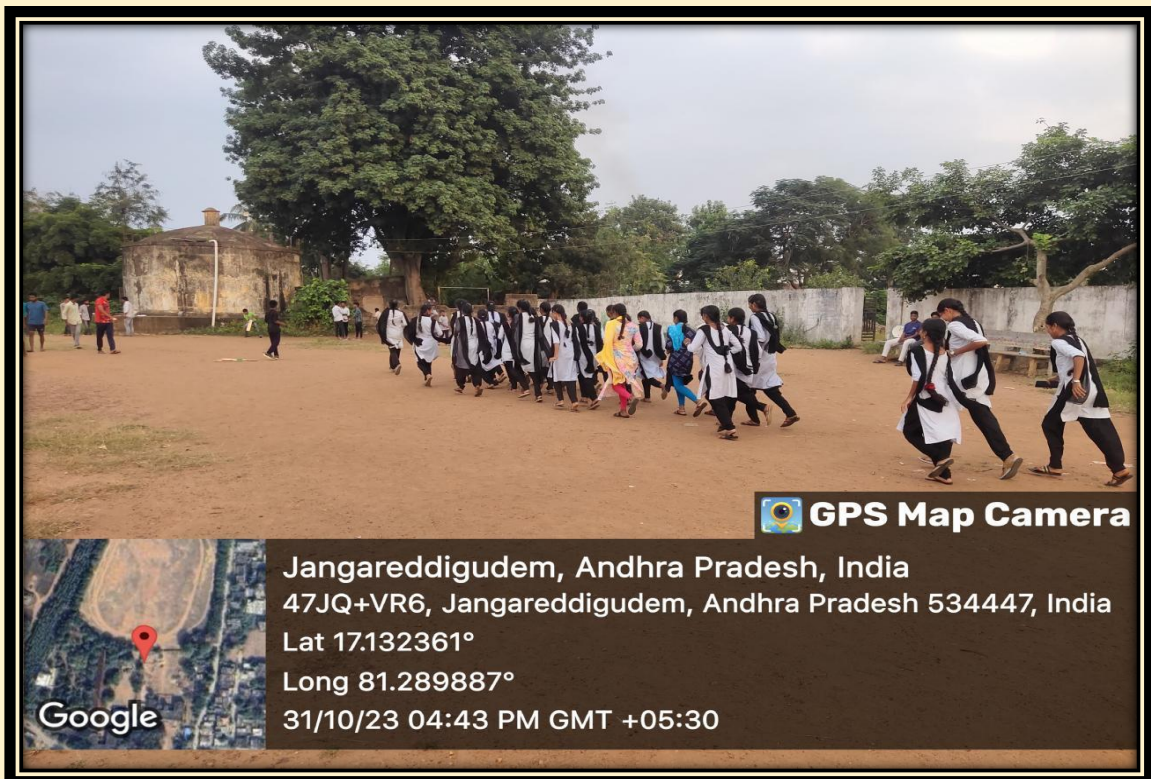 GPS Map Camera
Jangareddigudem, Andhra Pradesh, India
47JQ+VR6, Jangareddigudem, Andhra Pradesh 534447, India
Lat 17.132361°
Long 81.289887°
31/10/23 04:43 PM GMT +05:30
Google